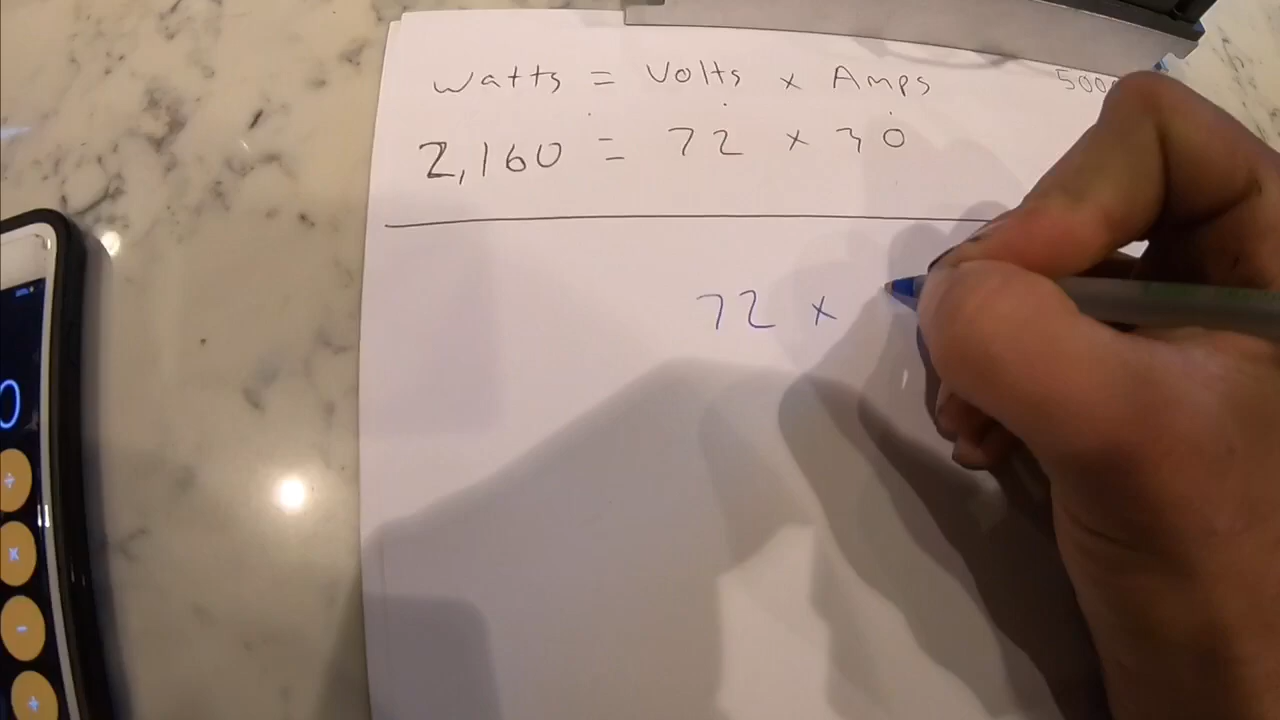 Watts = Volts x Amps
2,160 = 72 x 30
72 x
÷
x
-
+